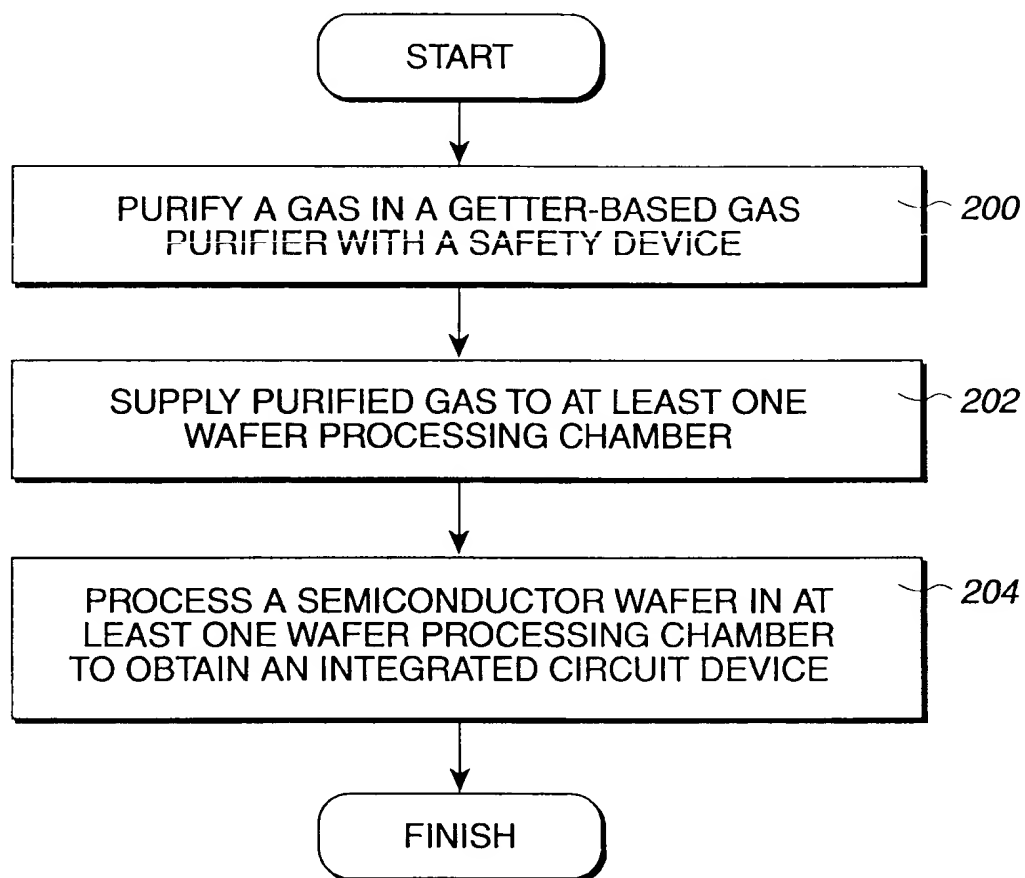 START
PURIFY A GAS IN A GETTER-BASED GAS
PURIFIER WITH A SAFETY DEVICE
200
SUPPLY PURIFIED GAS TO AT LEAST ONE
WAFER PROCESSING CHAMBER
202
PROCESS A SEMICONDUCTOR WAFER IN AT
LEAST ONE WAFER PROCESSING CHAMBER
TO OBTAIN AN INTEGRATED CIRCUIT DEVICE
204
FINISH